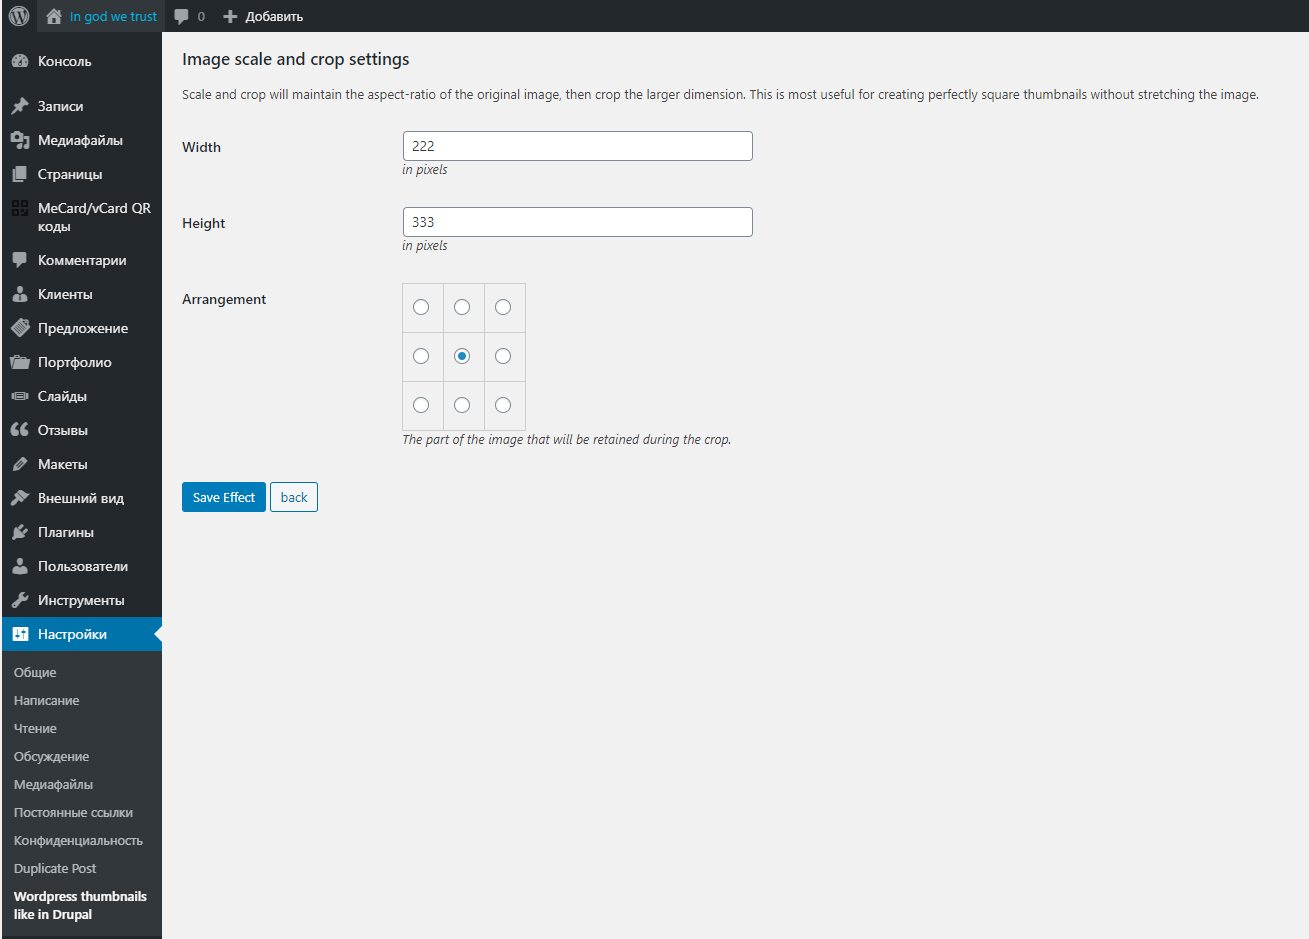 In god we trust 0 Добавить
Консоль
Записи
Медиафайлы
Страницы
MeCard/vCard QR
коды
Комментарии
Клиенты
Предложение
Портфолио
Слайды
Отзывы
Макеты
Внешний вид
Плагины
Пользователи
Инструменты
Настройки
Общие
Написание
Чтение
Обсуждение
Медиафайлы
Постоянные ссылки
Конфиденциальность
Duplicate Post
Wordpress thumbnails
like in Drupal
Image scale and crop settings
Scale and crop will maintain the aspect-ratio of the original image, then crop the larger dimension. This is most useful for creating perfectly square thumbnails without stretching the image.
Width 222
in pixels
Height 333
in pixels
Arrangement
The part of the image that will be retained during the crop.
Save Effect back